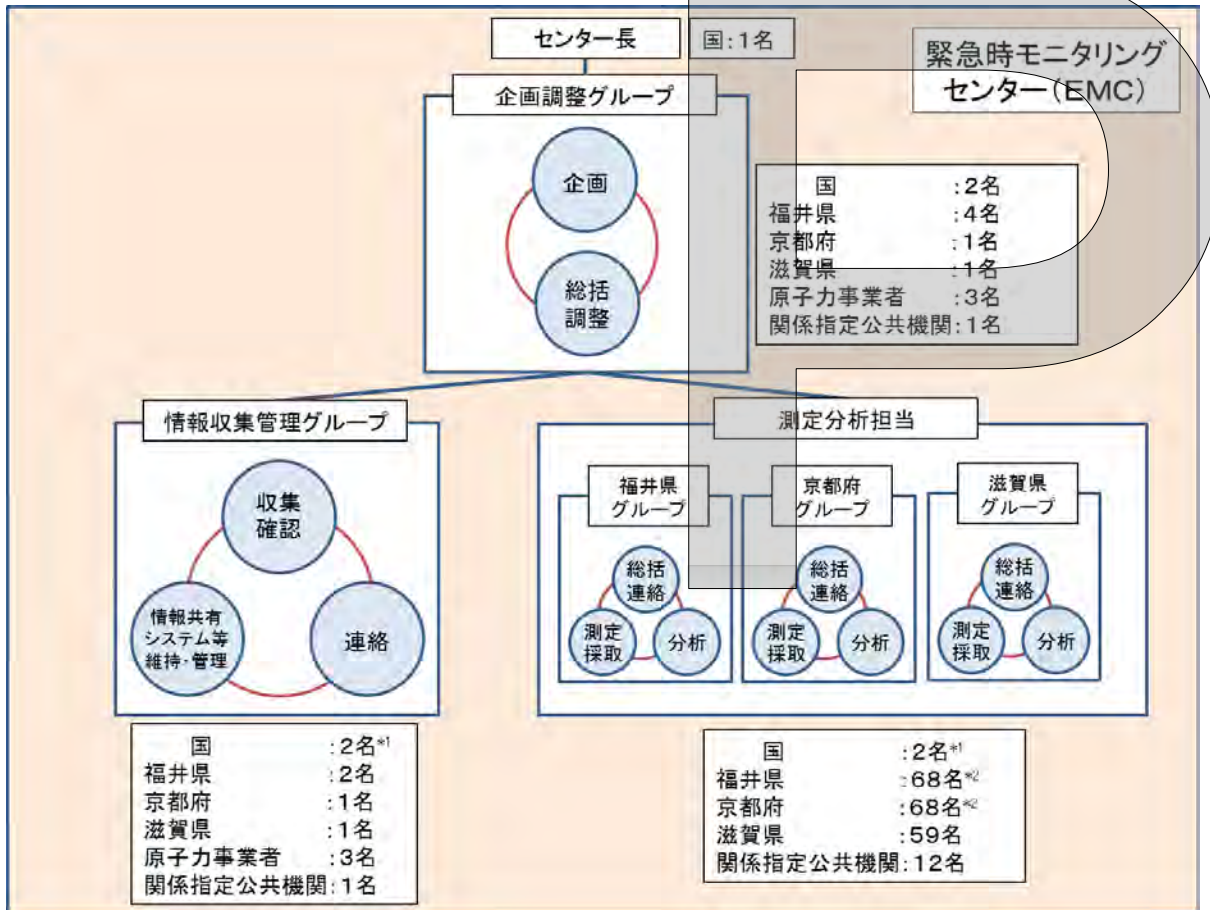 センター長
国:1名
緊急時モニタリング
センター(EMC)
企画調整グループ
企画
総括
調整
国:2名
福井県:4名
京都府:1名
滋賀県:1名
原子力事業者:3名
関係指定公共機関:1名
情報収集管理グループ
収集
確認
情報共有
システム等
維持・管理
連絡
国:2名*1
福井県:2名
京都府:1名
滋賀県:1名
原子力事業者:3名
関係指定公共機関:1名
測定分析担当
福井県
グループ
総括
連絡
測定
採取
分析
京都府
グループ
総括
連絡
測定
採取
分析
滋賀県
グループ
総括
連絡
測定
採取
分析
国:2名*1
福井県:68名*2
京都府:68名*2
滋賀県:59名
関係指定公共機関:12名